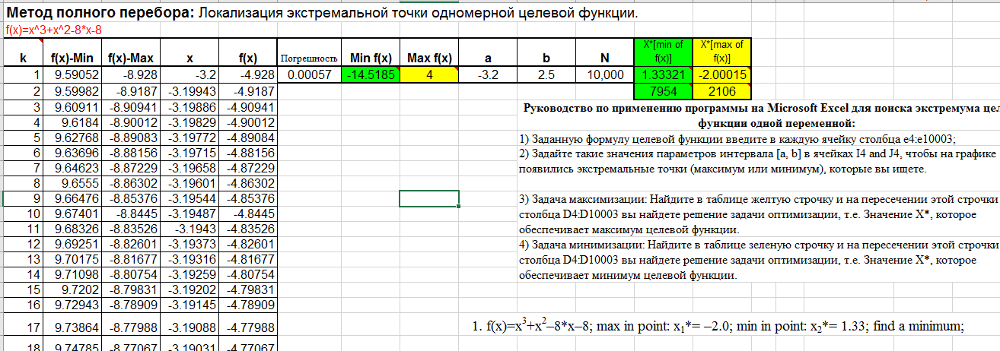 Метод полного перебора: Локализация экстремальной точки одномерной целевой функции.
f(x)=x^3+x^2-8*x-8
k f(x)-Min f(x)-Max x f(x) Погрешность Min f(x) Max f(x) a b N X*[min of f(x)] X*[max of f(x)]
1 9.59052 -8.928 -3.2 -4.928 0.00057 -14.5185 4 -3.2 2.5 10,000 1.33321 -2.00015
2 9.59982 -8.9187 -3.19943 -4.9187 7954 2106
3 9.60911 -8.90941 -3.19886 -4.90941
4 9.6184 -8.90012 -3.19829 -4.90012
5 9.62768 -8.89083 -3.19772 -4.89084
6 9.63696 -8.88156 -3.19715 -4.88156
7 9.64623 -8.87229 -3.19658 -4.87229
8 9.6555 -8.86302 -3.19601 -4.86302
9 9.66476 -8.85376 -3.19544 -4.85376
10 9.67401 -8.8445 -3.19487 -4.8445
11 9.68326 -8.83526 -3.1943 -4.83526
12 9.69251 -8.82601 -3.19373 -4.82601
13 9.70175 -8.81677 -3.19316 -4.81677
14 9.71098 -8.80754 -3.19259 -4.80754
15 9.7202 -8.79831 -3.19202 -4.79831
16 9.72943 -8.78909 -3.19145 -4.78909
17 9.73864 -8.77988 -3.19088 -4.77988
18 9.74785 -8.77067 -3.19031 -4.77067
Руководство по применению программы на Microsoft Excel для поиска экстремума цел
функции одной переменной:
1) Заданную формулу целевой функции введите в каждую ячейку столбца e4:e10003;
2) Задайте такие значения параметров интервала [a, b] в ячейках I4 and J4, чтобы на графике
появились экстремальные точки (максимум или минимум), которые вы ищете.
3) Задача максимизации: Найдите в таблице желтую строчку и на пересечении этой строчки
столбца D4:D10003 вы найдете решение задачи оптимизации, т.е. Значение X*, которое
обеспечивает максимум целевой функции.
4) Задача минимизации: Найдите в таблице зеленую строчку и на пересечении этой строчки
столбца D4:D10003 вы найдете решение задачи оптимизации, т.е. Значение X*, которое
обеспечивает минимум целевой функции.
1. f(x)=x³+x²–8*x–8; max in point: x₁*= –2.0; min in point: x₂*= 1.33; find a minimum;